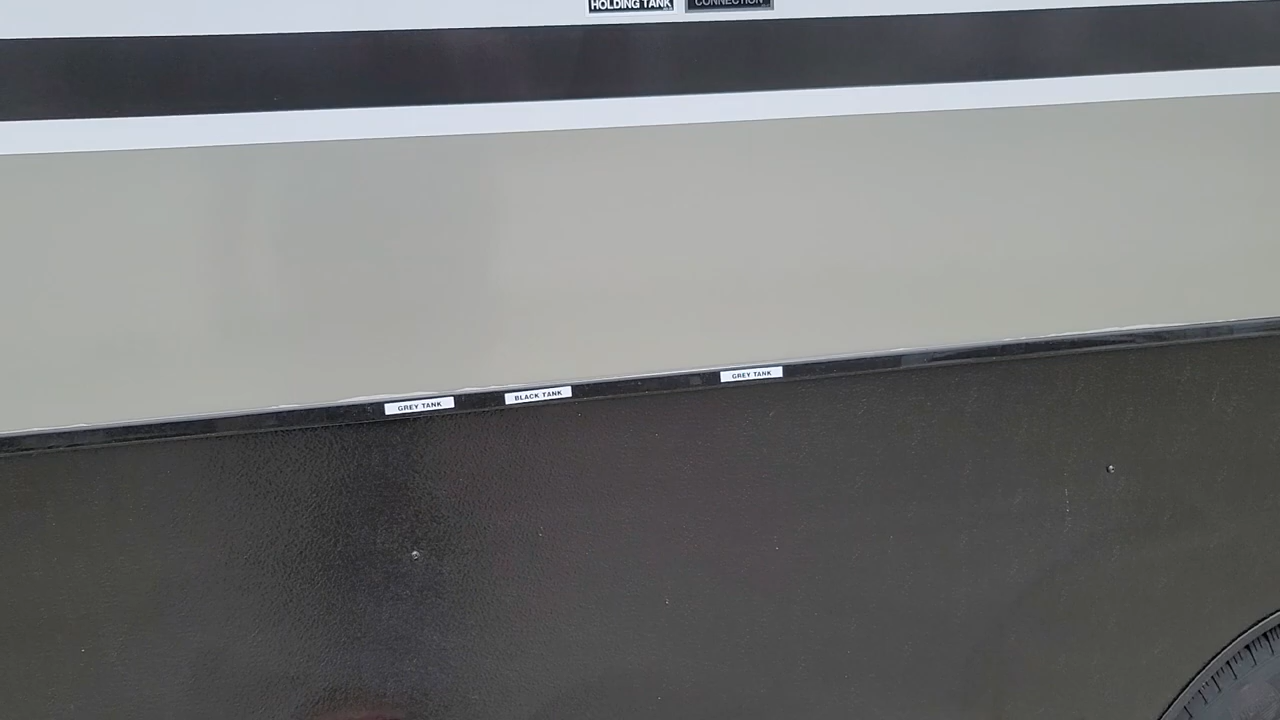 HOLDING TANK
CONNECTION
GREY TANK
BLACK TANK
GREY TANK